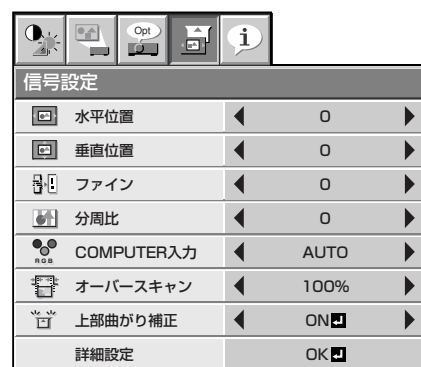 Opt
i
信号設定
水平位置 0
垂直位置 0
ファイン 0
分周比 0
RGB COMPUTER入力 AUTO
オーバースキャン 100%
上部曲がり補正 ON
詳細設定 OK